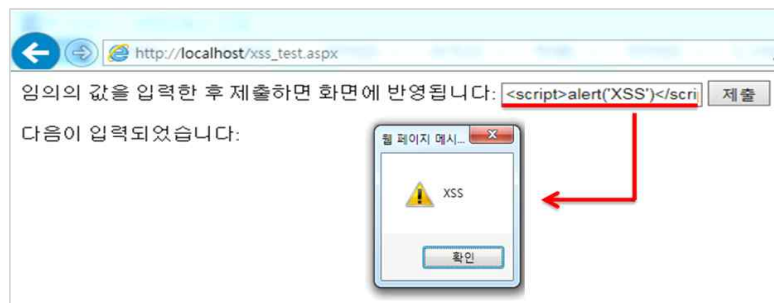 http://localhost/xss_test.aspx
임의의 값을 입력한 후 제출하면 화면에 반영됩니다: <script>alert('XSS')</scri 제출
다음이 입력되었습니다:
웹 페이지 메시...
XSS
확인